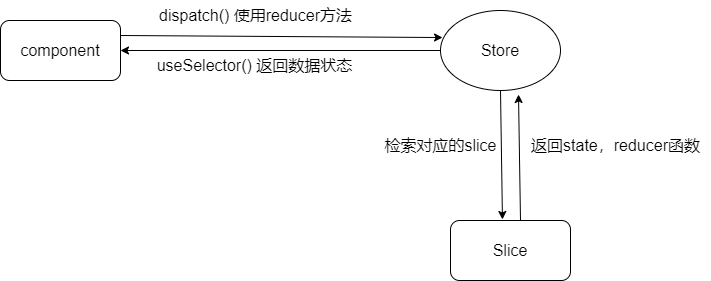 dispatch() 使用reducer方法
component
Store
useSelector() 返回数据状态
检索对应的slice
返回state，reducer函数
Slice